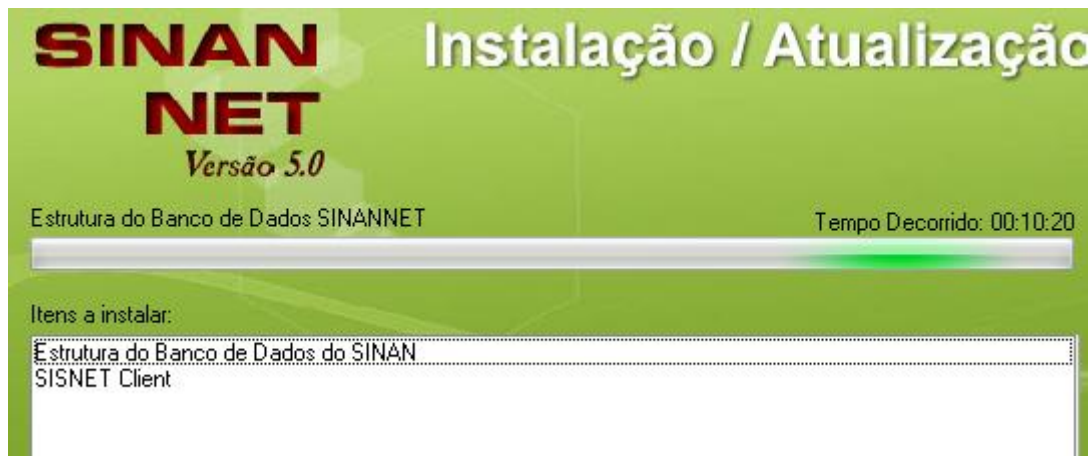 SINAN
NET
Versão 5.0
Instalação / Atualização
Estrutura do Banco de Dados SINANNET
Tempo Decorrido: 00:10:20
Itens a instalar:
Estrutura do Banco de Dados do SINAN
SISNET Client